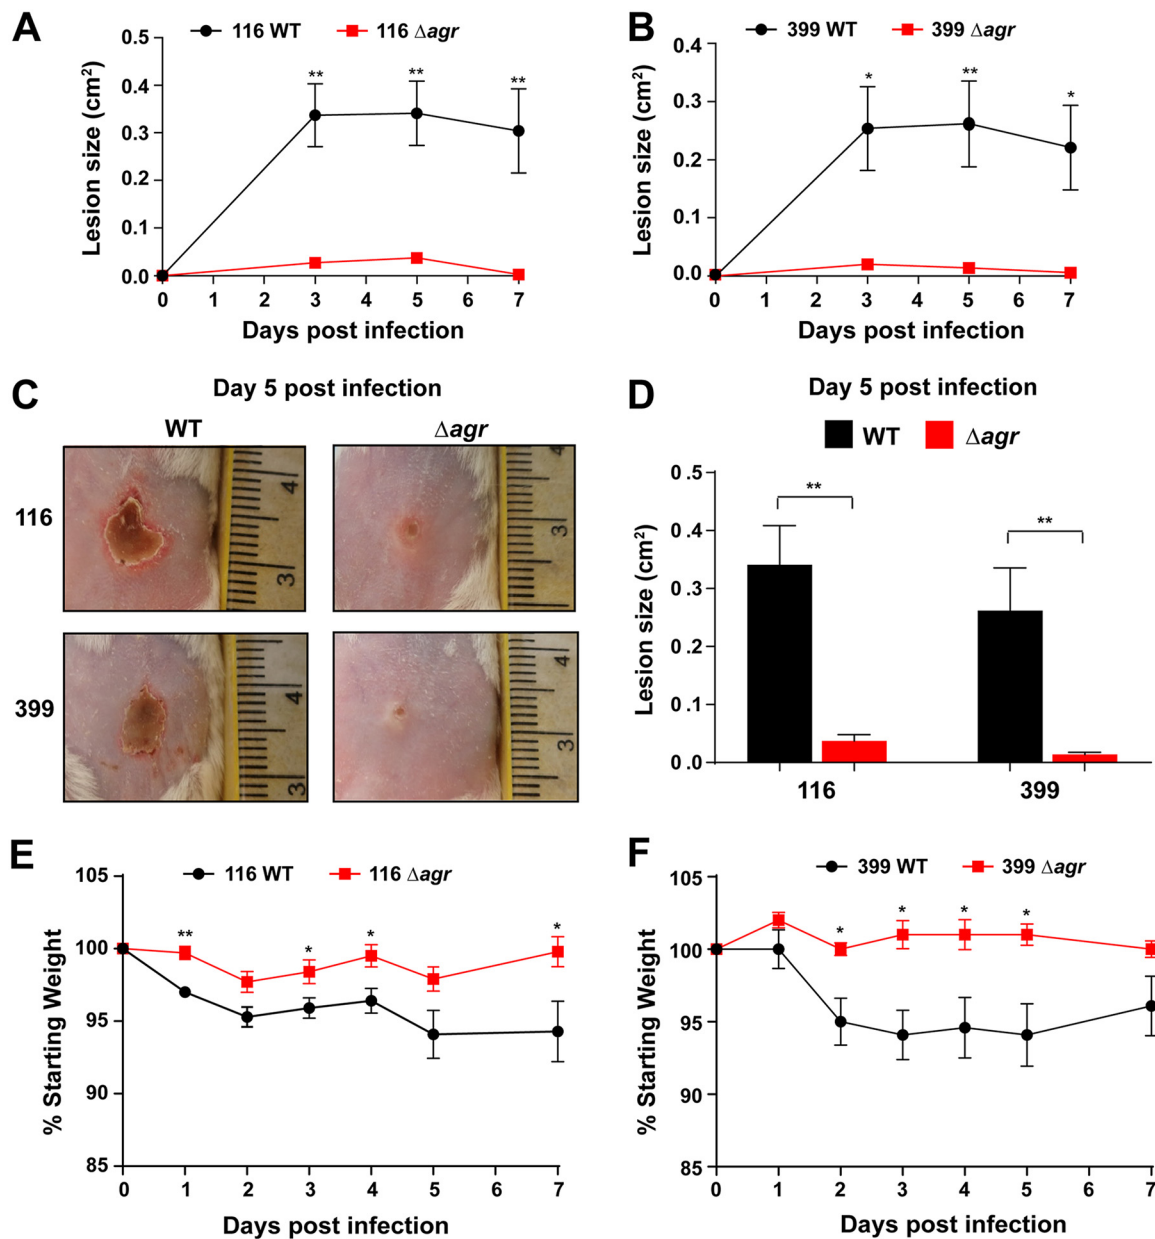 A
116 WT 116 Δagr
0.5
0.4
0.3
0.2
0.1
0.0
Lesion size (cm²)
** ** **
0 1 2 3 4 5 6 7
Days post infection
B
399 WT 399 Δagr
0.4
0.3
0.2
0.1
0.0
Lesion size (cm²)
* ** *
0 1 2 3 4 5 6 7
Days post infection
C
Day 5 post infection
WT Δagr
116
4
3
4
3
399
4
3
4
3
D
Day 5 post infection
WT Δagr
0.5
0.4
0.3
0.2
0.1
0.0
Lesion size (cm²)
** **
116 399
E
116 WT 116 Δagr
105
100
95
90
85
% Starting Weight
** * * *
0 1 2 3 4 5 6 7
Days post infection
F
399 WT 399 Δagr
105
100
95
90
85
% Starting Weight
* * * *
0 1 2 3 4 5 6 7
Days post infection